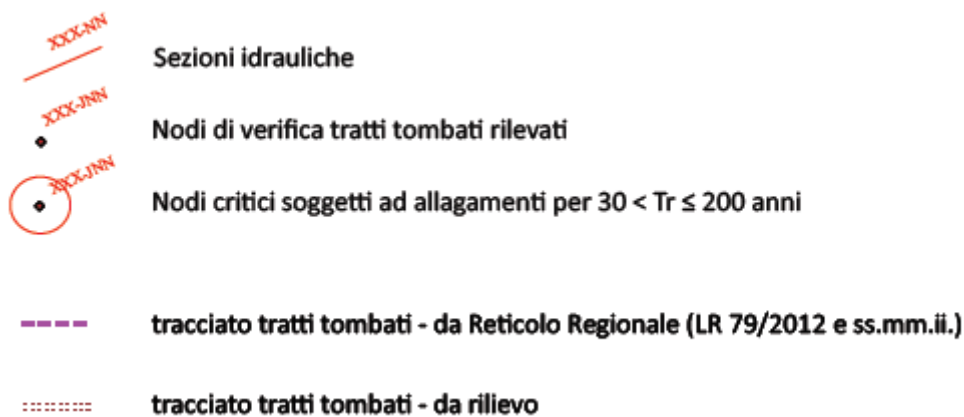 XXX-NN
Sezioni idrauliche
XXX-JNN
Nodi di verifica tratti tombati rilevati
XXX-JNN
Nodi critici soggetti ad allagamenti per 30 < Tr ≤ 200 anni
tracciato tratti tombati - da Reticolo Regionale (LR 79/2012 e ss.mm.ii.)
tracciato tratti tombati - da rilievo